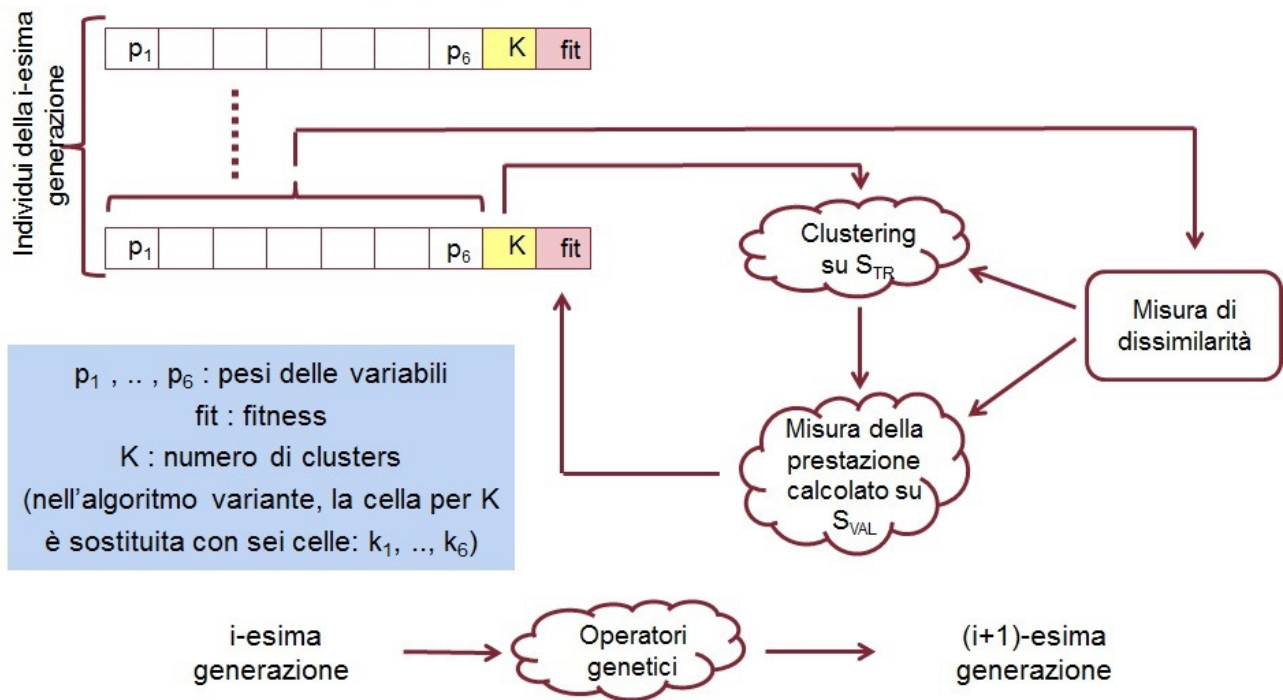 Individui della i-esima
generazione
p₁ p₆ K fit
p₁ p₆ K fit
Clustering
su S_TR
Misura di
dissimilarità
Misura della
prestazione
calcolato su
S_VAL
p₁ , .. , p₆ : pesi delle variabili
fit : fitness
K : numero di clusters
(nell'algoritmo variante, la cella per K
è sostituita con sei celle: k₁, .., k₆)
i-esima
generazione
Operatori
genetici
(i+1)-esima
generazione